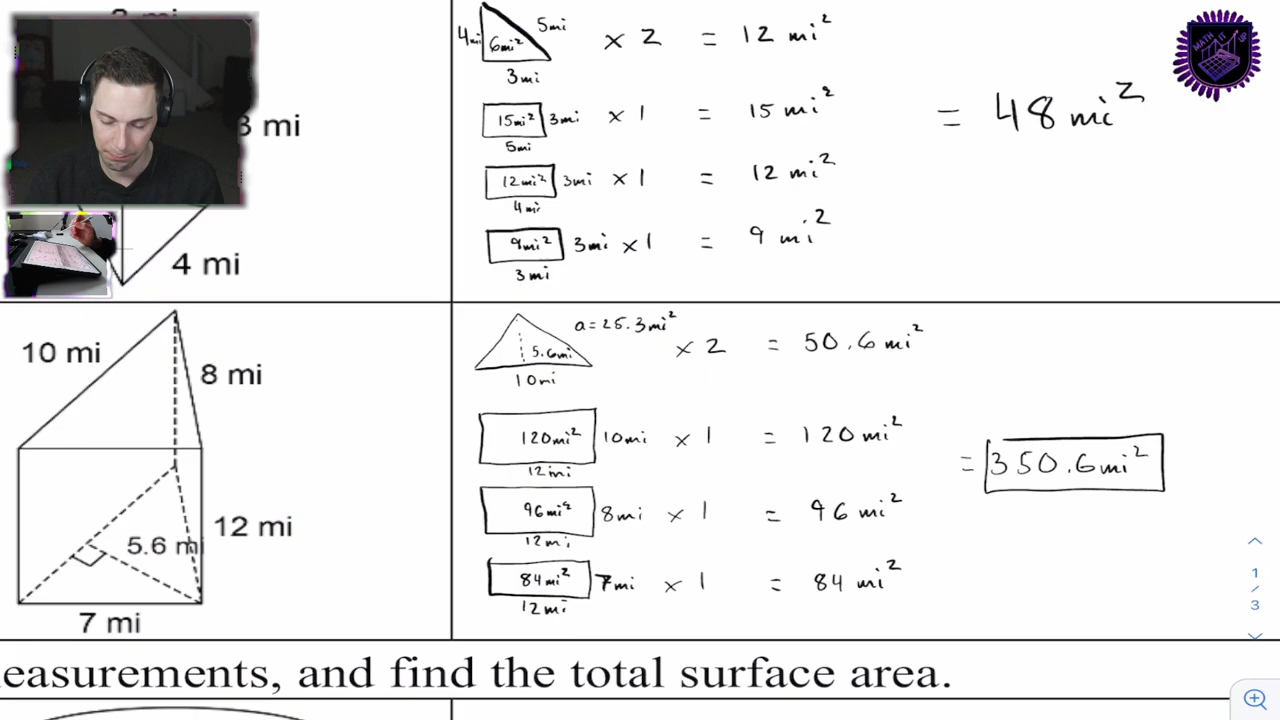 3 mi
4 mi
4mi 5mi
6mi²
3mi
× 2 = 12 mi²
15mi² 3mi × 1 = 15 mi²
5mi
12mi² 3mi × 1 = 12 mi²
4mi
9mi² 3mi × 1 = 9 mi²
3mi
= 48 mi²
MATH IT UP
10 mi
8 mi
12 mi
5.6 mi
7 mi
a=25.3mi²
5.6mi
10mi
× 2 = 50.6 mi²
120mi² 10mi × 1 = 120 mi²
12mi
96mi² 8mi × 1 = 96 mi²
12mi
84mi² 7mi × 1 = 84 mi²
12mi
= 350.6mi²
1
/
3
easurements, and find the total surface area.